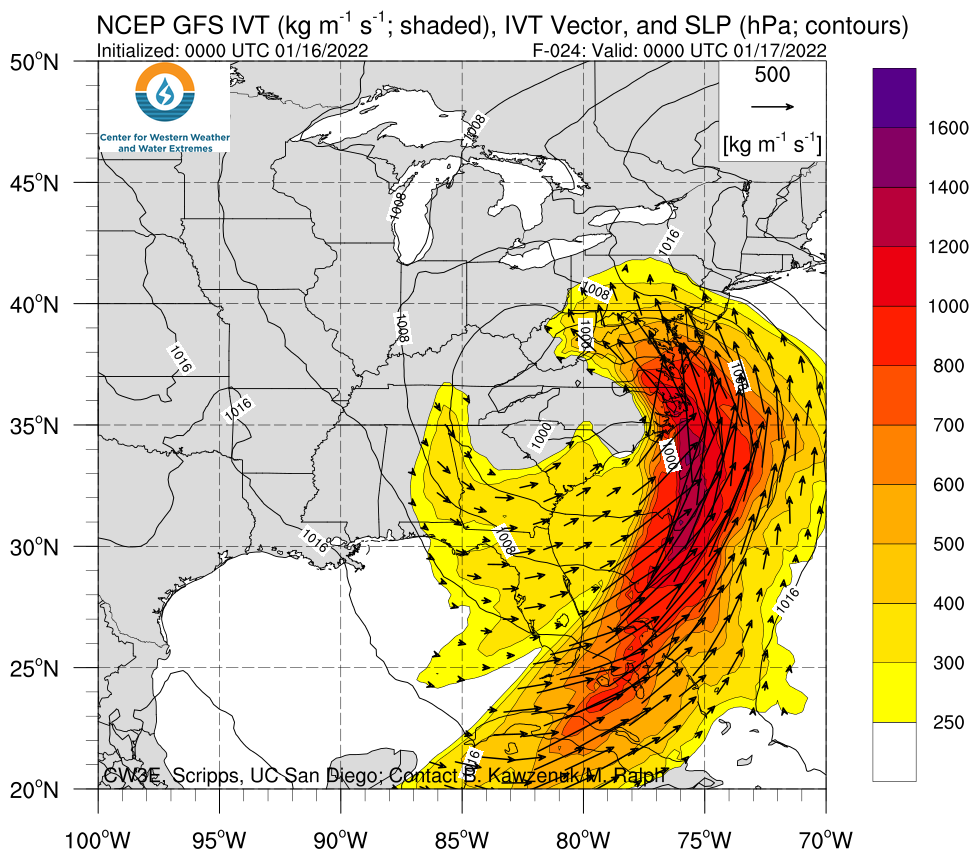 NCEP GFS IVT (kg m⁻¹ s⁻¹; shaded), IVT Vector, and SLP (hPa; contours)
Initialized: 0000 UTC 01/16/2022 F-024: Valid: 0000 UTC 01/17/2022
Center for Western Weather
and Water Extremes
500
[kg m⁻¹ s⁻¹]
50°N
45°N
40°N
35°N
30°N
25°N
20°N
1008
1008
1016
1008
1000
1008
1016
1008
1016
1000
1000
1008
1016
1016
1016
CW3E, Scripps, UC San Diego; Contact B. Kawzenuk/M. Ralph
100°W 95°W 90°W 85°W 80°W 75°W 70°W
1600
1400
1200
1000
800
700
600
500
400
300
250